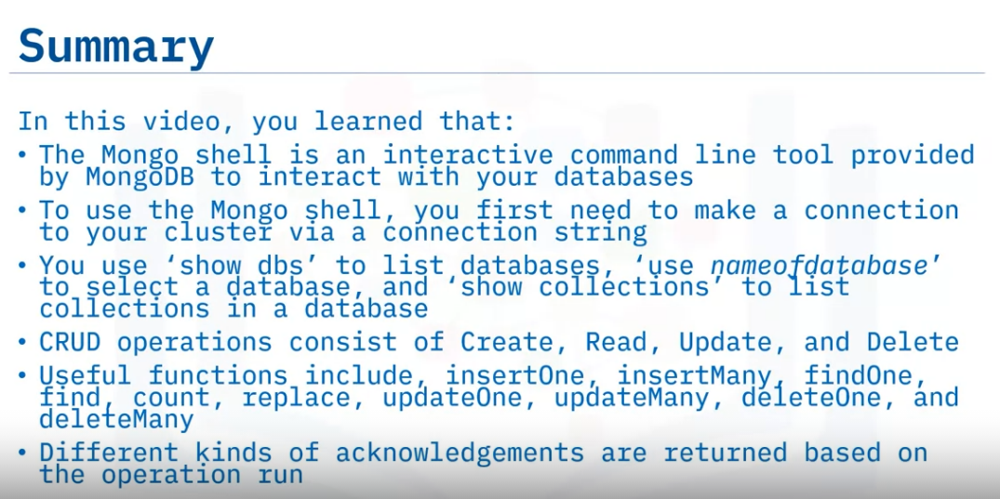 Summary
In this video, you learned that:
• The Mongo shell is an interactive command line tool provided
by MongoDB to interact with your databases
• To use the Mongo shell, you first need to make a connection
to your cluster via a connection string
• You use ‘show dbs’ to list databases, ‘use nameofdatabase’
to select a database, and ‘show collections’ to list
collections in a database
• CRUD operations consist of Create, Read, Update, and Delete
• Useful functions include, insertOne, insertMany, findOne,
find, count, replace, updateOne, updateMany, deleteOne, and
deleteMany
• Different kinds of acknowledgements are returned based on
the operation run